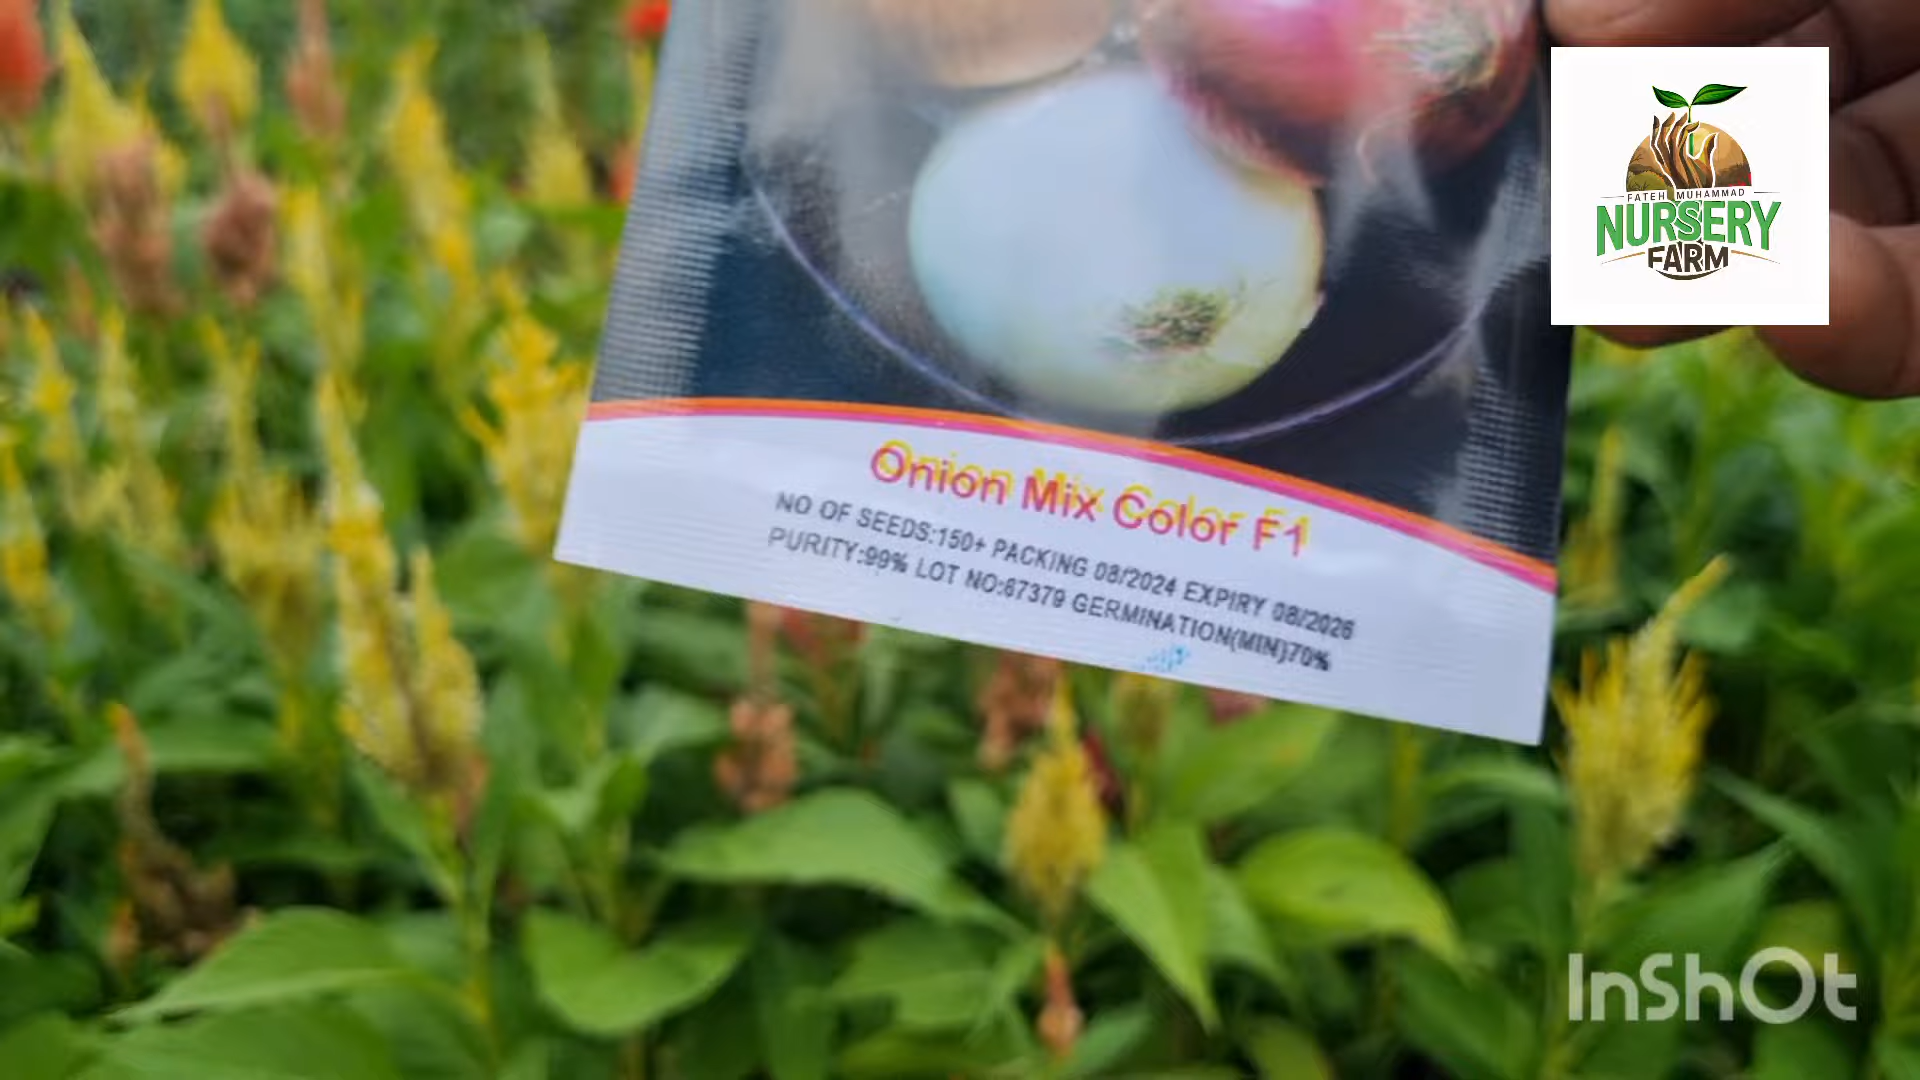 FATEH MUHAMMAD
NURSERY
FARM
Onion Mix Color F1
NO OF SEEDS:150+ PACKING 08/2024 EXPIRY 08/2026
PURITY:99% LOT NO:67379 GERMINATION(MIN)70%
InShOt